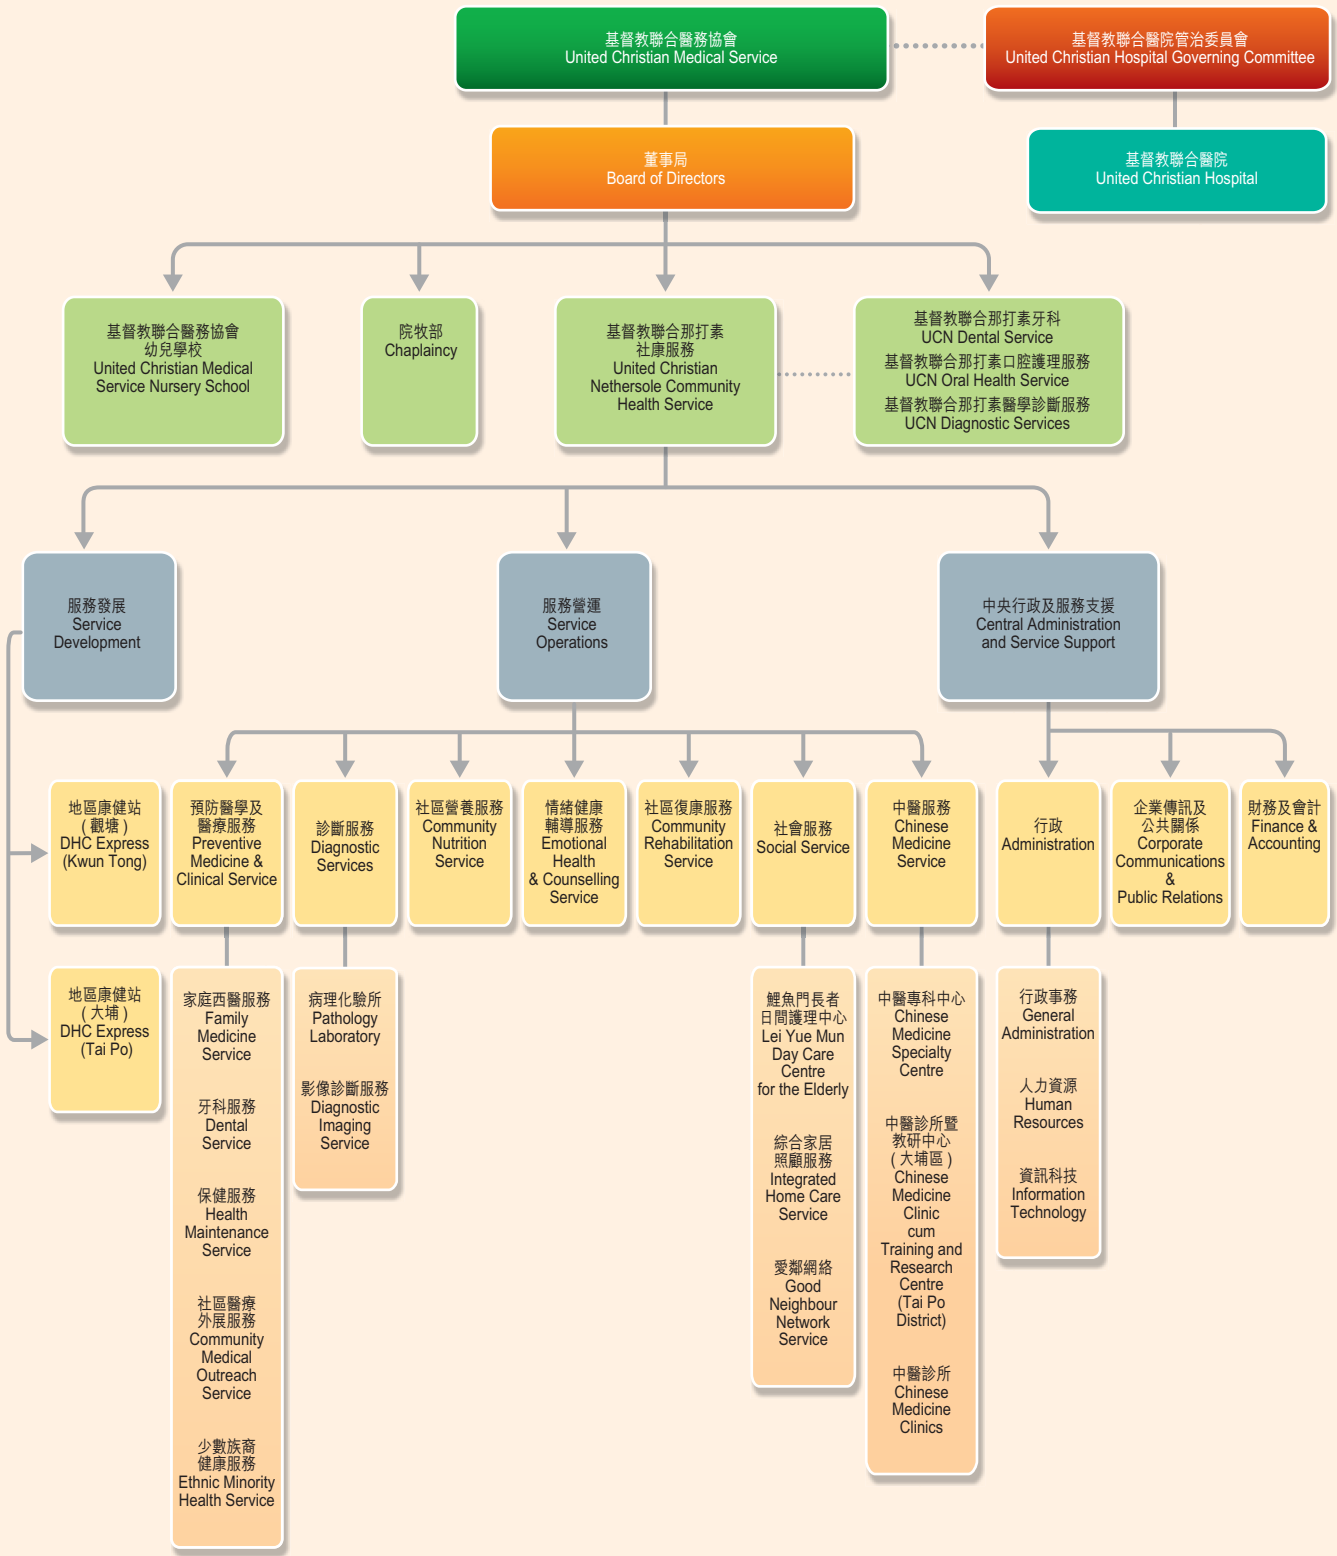 基督教聯合醫務協會
United Christian Medical Service
基督教聯合醫院管治委員會
United Christian Hospital Governing Committee
董事局
Board of Directors
基督教聯合醫院
United Christian Hospital
基督教聯合醫務協會
幼兒學校
United Christian Medical
Service Nursery School
院牧部
Chaplaincy
基督教聯合那打素
社康服務
United Christian
Nethersole Community
Health Service
基督教聯合那打素牙科
UCN Dental Service
基督教聯合那打素口腔護理服務
UCN Oral Health Service
基督教聯合那打素醫學診斷服務
UCN Diagnostic Services
服務發展
Service
Development
服務營運
Service
Operations
中央行政及服務支援
Central Administration
and Service Support
地區康健站
( 觀塘 )
DHC Express
(Kwun Tong)
預防醫學及
醫療服務
Preventive
Medicine &
Clinical Service
診斷服務
Diagnostic
Services
社區營養服務
Community
Nutrition
Service
情緒健康
輔導服務
Emotional
Health
& Counselling
Service
社區復康服務
Community
Rehabilitation
Service
社會服務
Social Service
中醫服務
Chinese
Medicine
Service
行政
Administration
企業傳訊及
公共關係
Corporate
Communications
&
Public Relations
財務及會計
Finance &
Accounting
地區康健站
( 大埔 )
DHC Express
(Tai Po)
家庭西醫服務
Family
Medicine
Service
牙科服務
Dental
Service
保健服務
Health
Maintenance
Service
社區醫療
外展服務
Community
Medical
Outreach
Service
少數族裔
健康服務
Ethnic Minority
Health Service
病理化驗所
Pathology
Laboratory
影像診斷服務
Diagnostic
Imaging
Service
鯉魚門長者
日間護理中心
Lei Yue Mun
Day Care
Centre
for the Elderly
綜合家居
照顧服務
Integrated
Home Care
Service
愛鄰網絡
Good
Neighbour
Network
Service
中醫專科中心
Chinese
Medicine
Specialty
Centre
中醫診所暨
教研中心
( 大埔區 )
Chinese
Medicine
Clinic
cum
Training and
Research
Centre
(Tai Po
District)
中醫診所
Chinese
Medicine
Clinics
行政事務
General
Administration
人力資源
Human
Resources
資訊科技
Information
Technology